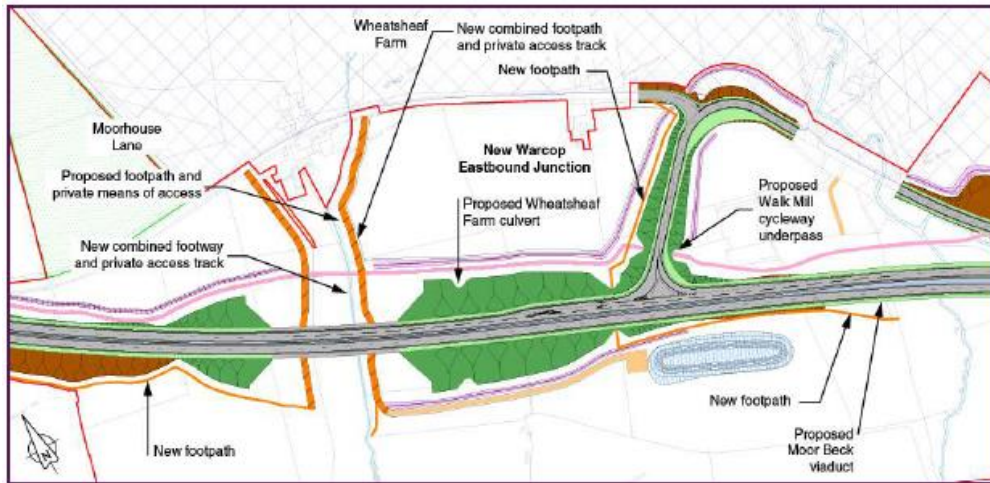 Wheatsheaf
Farm
New combined footpath
and private access track
New footpath
Moorhouse
Lane
New Warcop
Eastbound Junction
Proposed footpath and
private means of access
Proposed Wheatsheaf
Farm culvert
Proposed
Walk Mill
cycleway
underpass
New combined footway
and private access track
New footpath
New footpath
Proposed
Moor Beck
viaduct
N